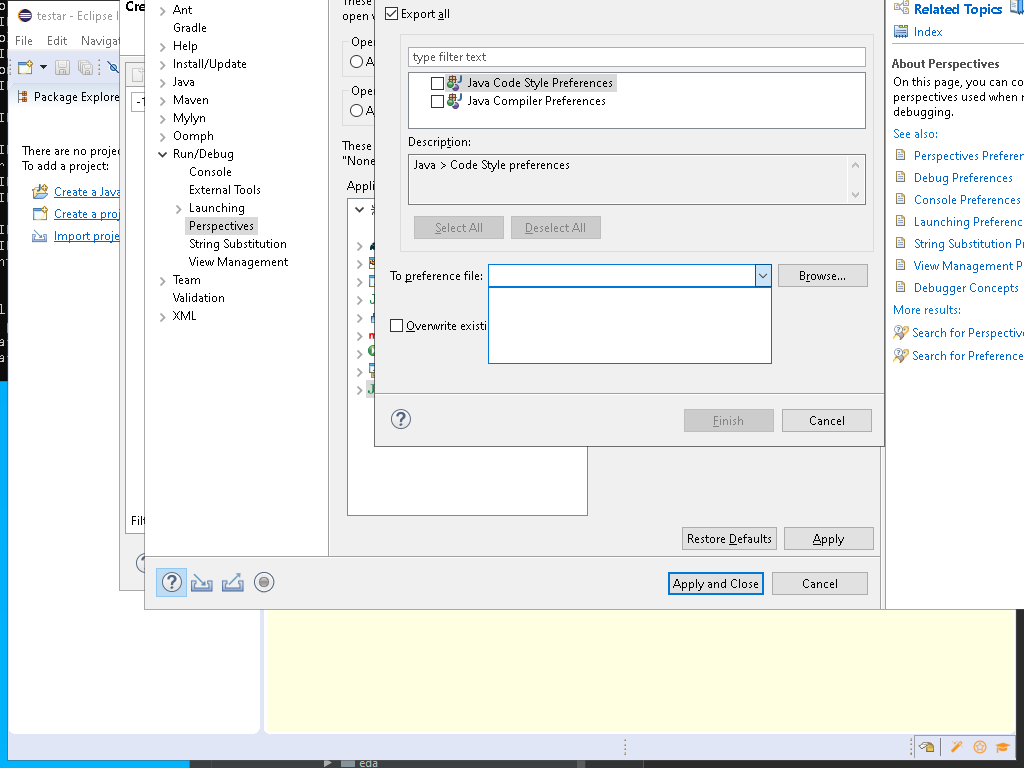 testar - Eclipse I
File
Edit
Package Explore
There are no proje
To add a project:
Create a Java
Create a proj
Import proje
Cre
Filt
Ant
Gradle
Help
Install/Update
Java
Maven
Mylyn
Oomph
Run/Debug
Console
External Tools
Launching
Perspectives
String Substitution
View Management
Team
Validation
XML
These
open v
Open
These
"None
Appli
Export all
type filter text
Java Code Style Preferences
Java Compiler Preferences
Description:
Java > Code Style preferences
Select All
Deselect All
To preference file:
Browse...
Overwrite existi
Finish
Cancel
Restore Defaults
Apply
Apply and Close
Cancel
Related Topics
Index
About Perspectives
On this page, you can co
perspectives used when r
debugging.
See also:
Perspectives Preferen
Debug Preferences
Console Preferences
Launching Preferenc
String Substitution Pr
View Management P
Debugger Concepts
More results:
Search for Perspective
Search for Preference
eda